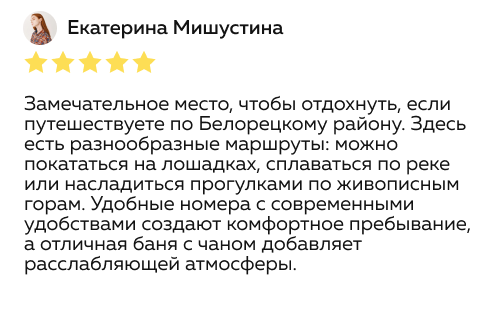 Екатерина Мишустина
Замечательное место, чтобы отдохнуть, если
путешествуете по Белорецкому району. Здесь
есть разнообразные маршруты: можно
покататься на лошадках, сплаваться по реке
или насладиться прогулками по живописным
горам. Удобные номера с современными
удобствами создают комфортное пребывание,
а отличная баня с чаном добавляет
расслабляющей атмосферы.